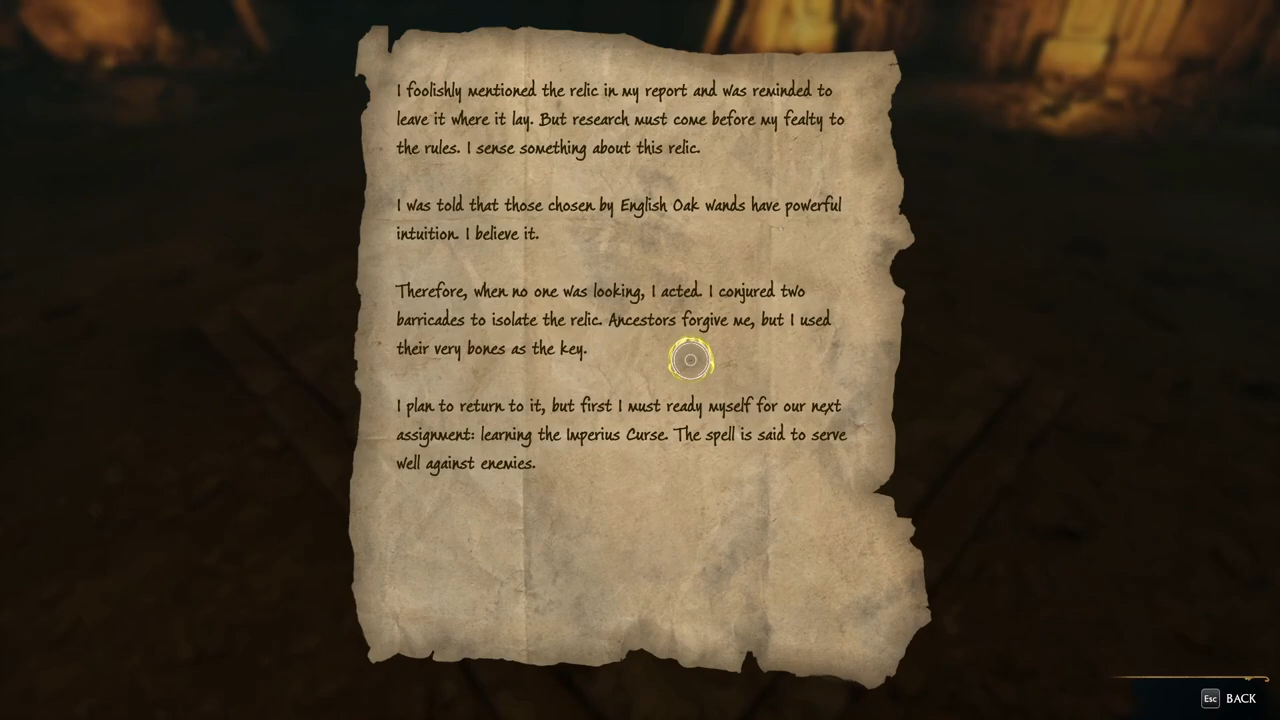 I foolishly mentioned the relic in my report and was reminded to
leave it where it lay. But research must come before my fealty to
the rules. I sense something about this relic.
I was told that those chosen by English Oak wands have powerful
intuition. I believe it.
Therefore, when no one was looking, I acted. I conjured two
barricades to isolate the relic. Ancestors forgive me, but I used
their very bones as the key.
I plan to return to it, but first I must ready myself for our next
assignment: learning the Imperius Curse. The spell is said to serve
well against enemies.
Esc BACK